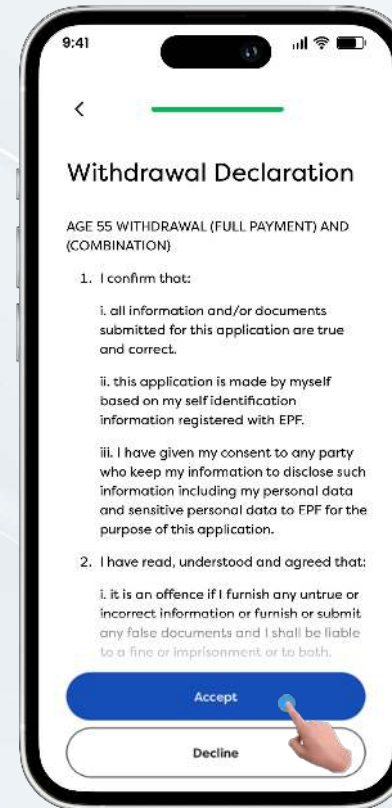 9:41
Withdrawal Declaration
AGE 55 WITHDRAWAL (FULL PAYMENT) AND
(COMBINATION)
1. I confirm that:
i. all information and/or documents
submitted for this application are true
and correct.
ii. this application is made by myself
based on my self identification
information registered with EPF.
iii. I have given my consent to any party
who keep my information to disclose such
information including my personal data
and sensitive personal data to EPF for the
purpose of this application.
2. I have read, understood and agreed that:
i. it is an offence if I furnish any untrue or
incorrect information or furnish or submit
any false documents and I shall be liable
to a fine or imprisonment or to both.
Accept
Decline